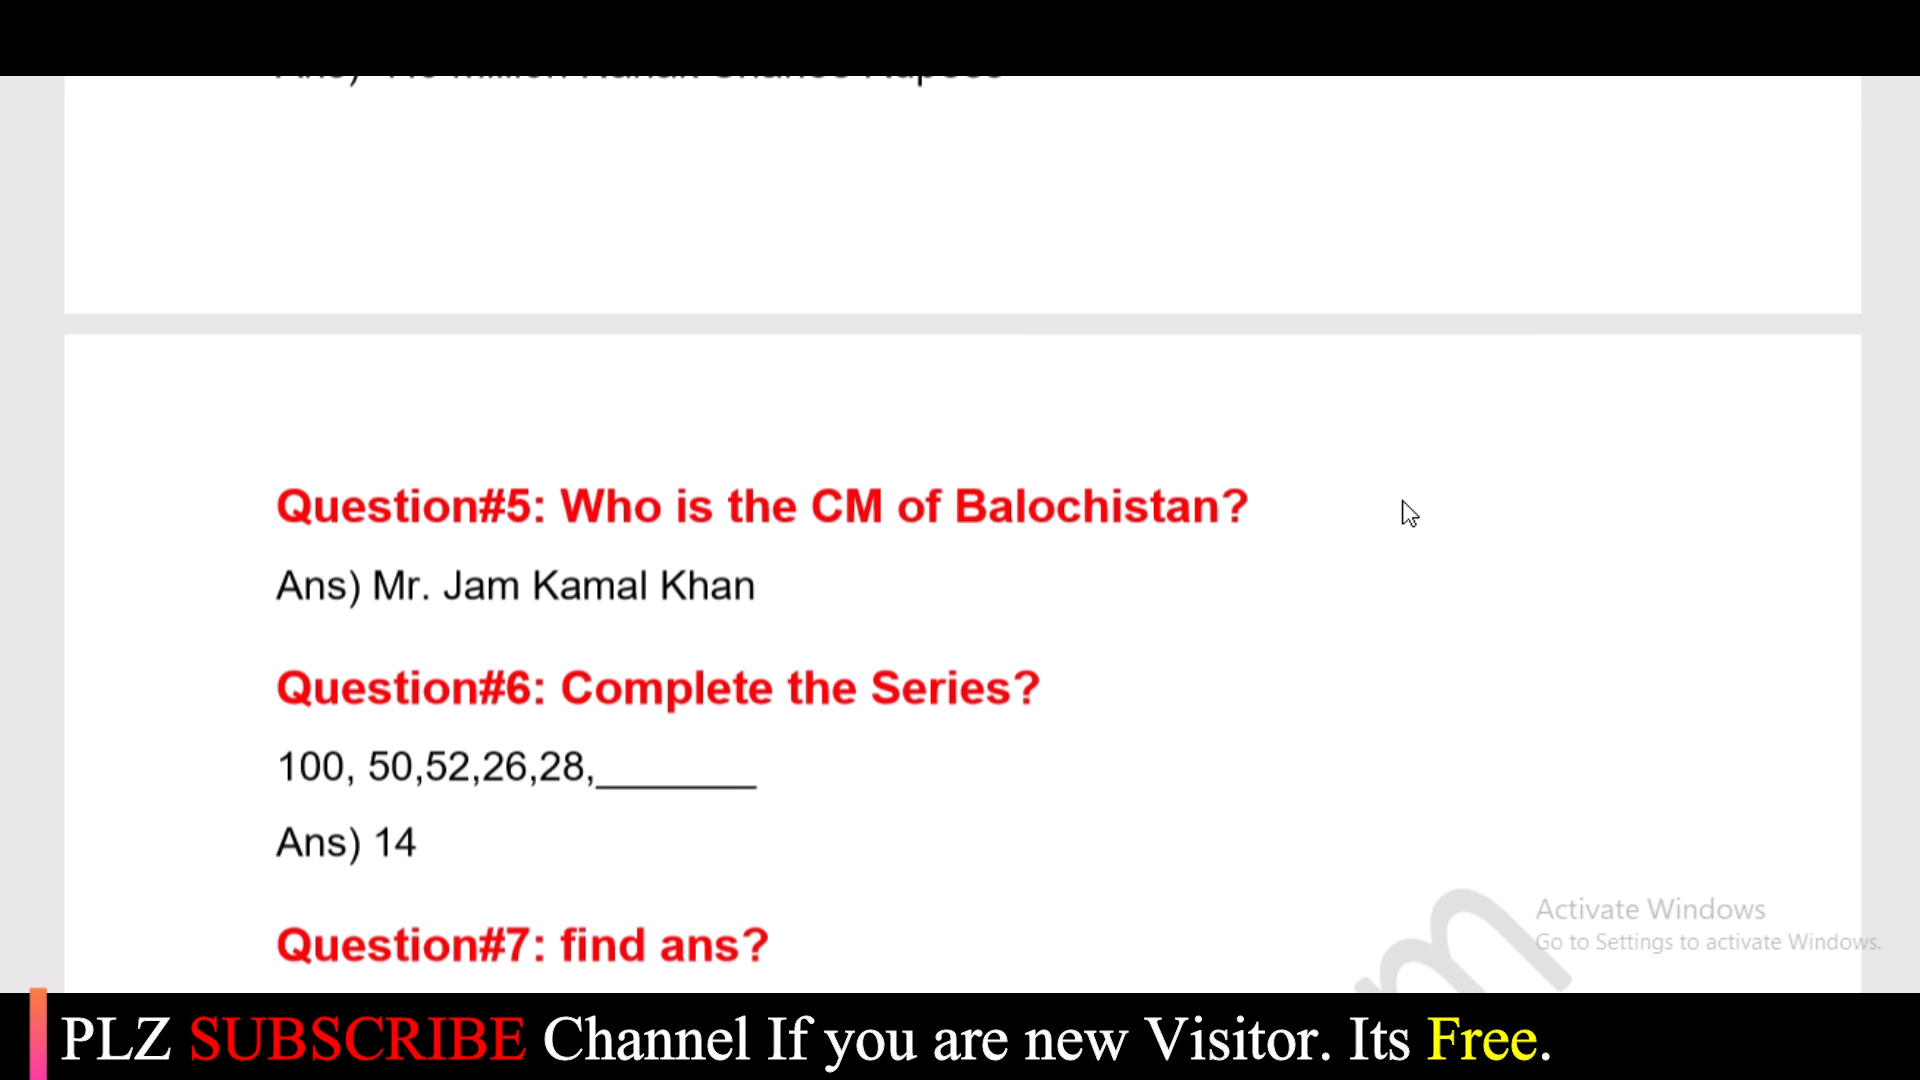 Question#5: Who is the CM of Balochistan?
Ans) Mr. Jam Kamal Khan
Question#6: Complete the Series?
100, 50,52,26,28,_______
Ans) 14
Activate Windows
Go to Settings to activate Windows.
Question#7: find ans?
PLZ SUBSCRIBE Channel If you are new Visitor. Its Free.